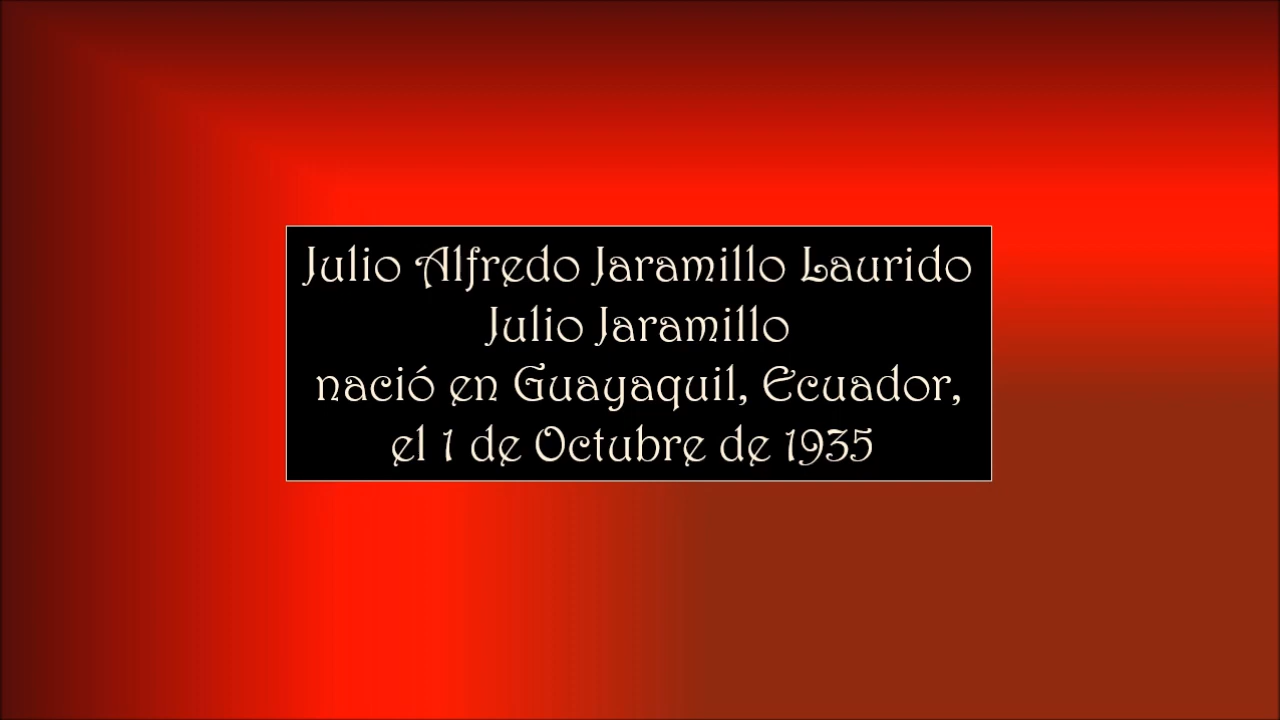 Julio Alfredo Jaramillo Laurido
Julio Jaramillo
nació en Guayaquil, Ecuador,
el 1 de Octubre de 1935